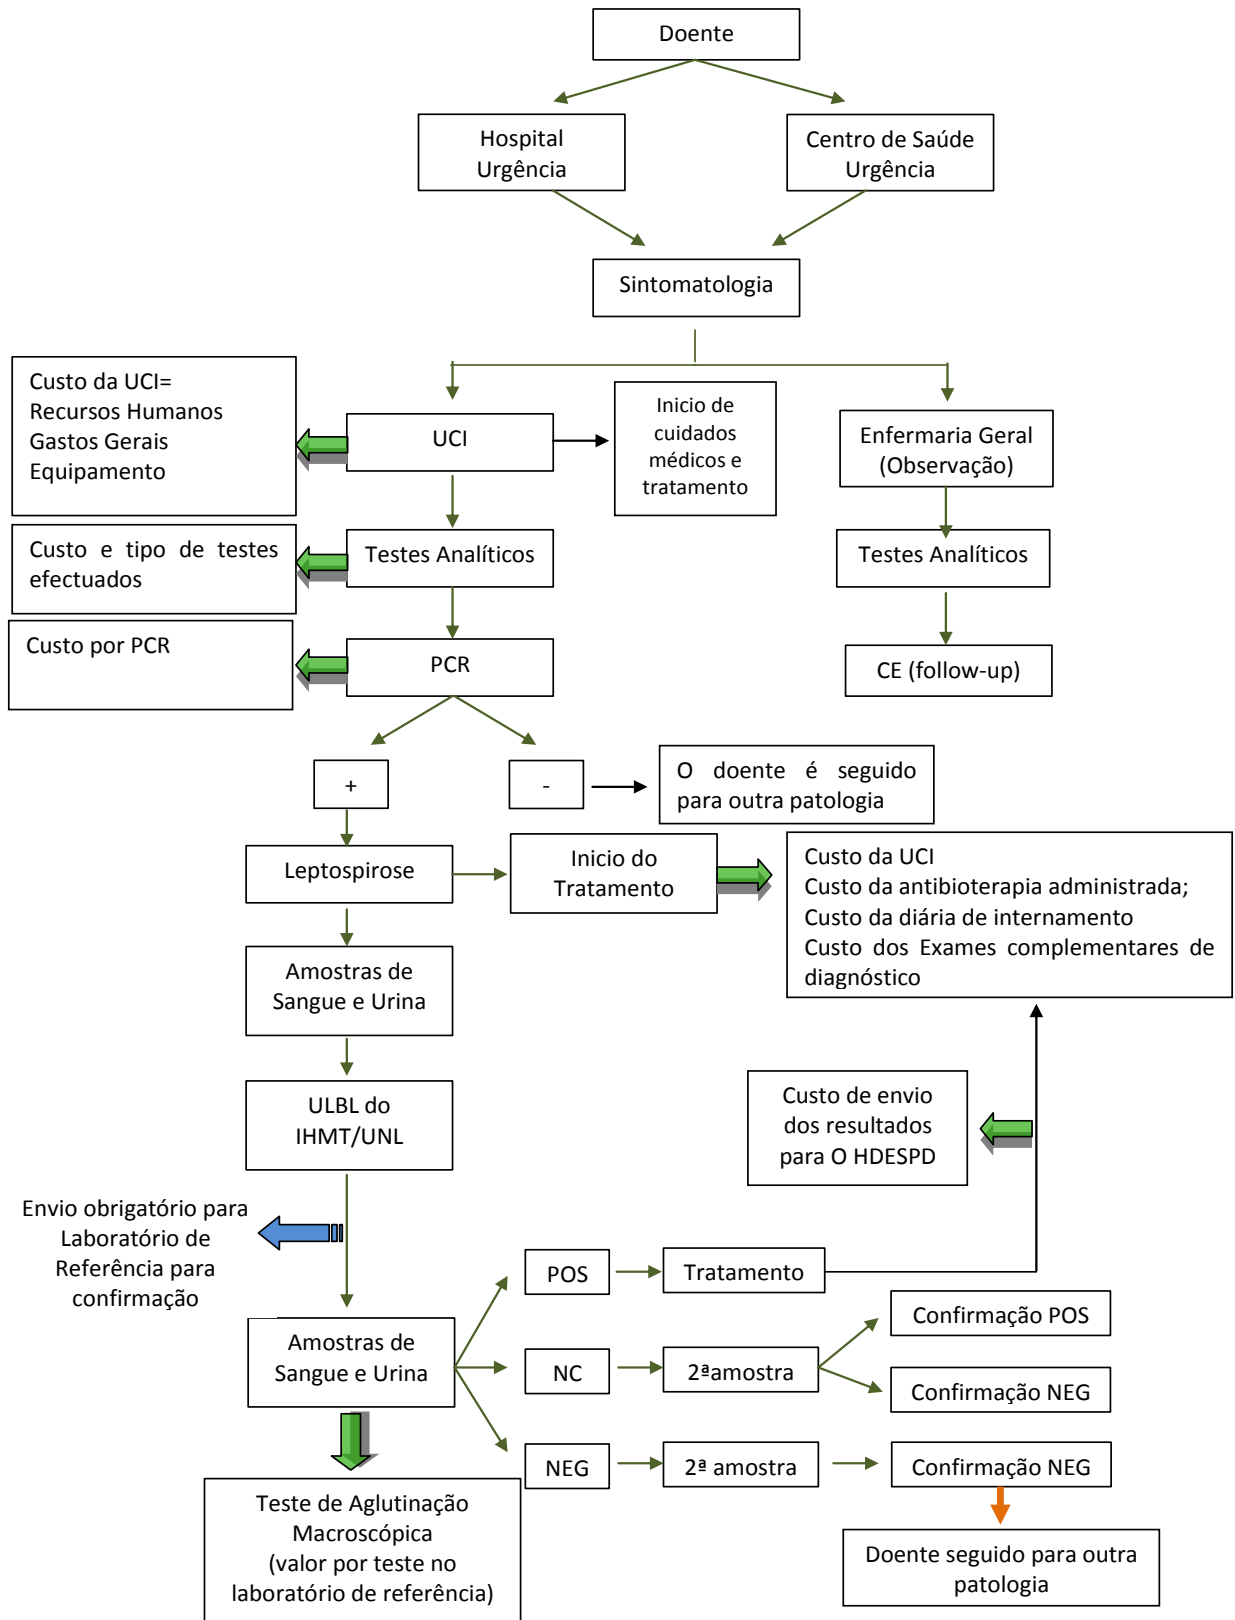 Doente
Hospital
Urgência
Centro de Saúde
Urgência
Sintomatologia
Custo da UCI=
Recursos Humanos
Gastos Gerais
Equipamento
UCI
Inicio de
cuidados
médicos e
tratamento
Enfermaria Geral
(Observação)
Custo e tipo de testes
efectuados
Testes Analíticos
Testes Analíticos
Custo por PCR
PCR
CE (follow-up)
+
-
O doente é seguido
para outra patologia
Leptospirose
Inicio do
Tratamento
Custo da UCI
Custo da antibioterapia administrada;
Custo da diária de internamento
Custo dos Exames complementares de
diagnóstico
Amostras de
Sangue e Urina
ULBL do
IHMT/UNL
Custo de envio
dos resultados
para O HDESPD
Envio obrigatório para
Laboratório de
Referência para
confirmação
POS
Tratamento
Amostras de
Sangue e Urina
NC
2ªamostra
Confirmação POS
Confirmação NEG
NEG
2ª amostra
Confirmação NEG
Teste de Aglutinação
Macroscópica
(valor por teste no
laboratório de referência)
Doente seguido para outra
patologia